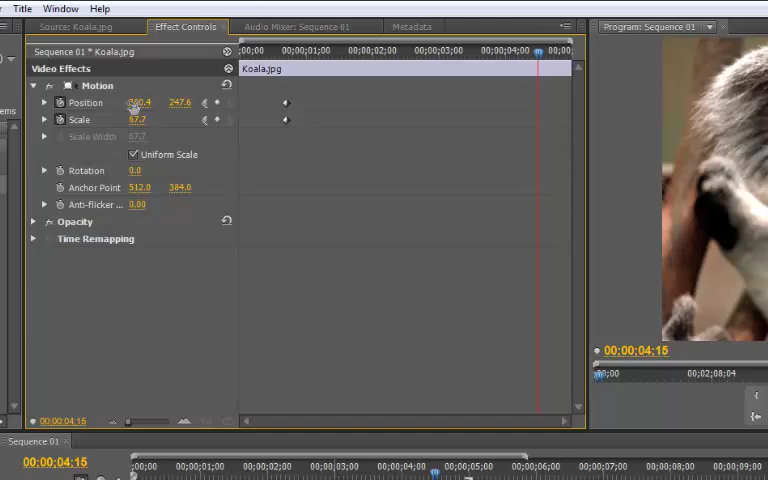 Title Window Help
Source: Koala.jpg Effect Controls Audio Mixer: Sequence 01 Metadata Program: Sequence 01
Sequence 01 * Koala.jpg ;00;00 00;00;01;00 00;00;02;00 00;00;03;00 00;00;04;00 00;00;
Video Effects Koala.jpg
fx Motion
Position 247.6
Scale 67.7
Scale Width 67.7
Uniform Scale
Rotation 0.0
Anchor Point 512.0 384.0
Anti-flicker ... 0.00
fx Opacity
Time Remapping
00;00;04;15
00;00;04;15
;00;00 00;02;08;04
Sequence 01
00;00;04;15 ;00;00 00;00;01;00 00;00;02;00 00;00;03;00 00;00;04;00 00;00;05;00 00;00;06;00 00;00;07;00 00;00;08;00 00;00;09;00